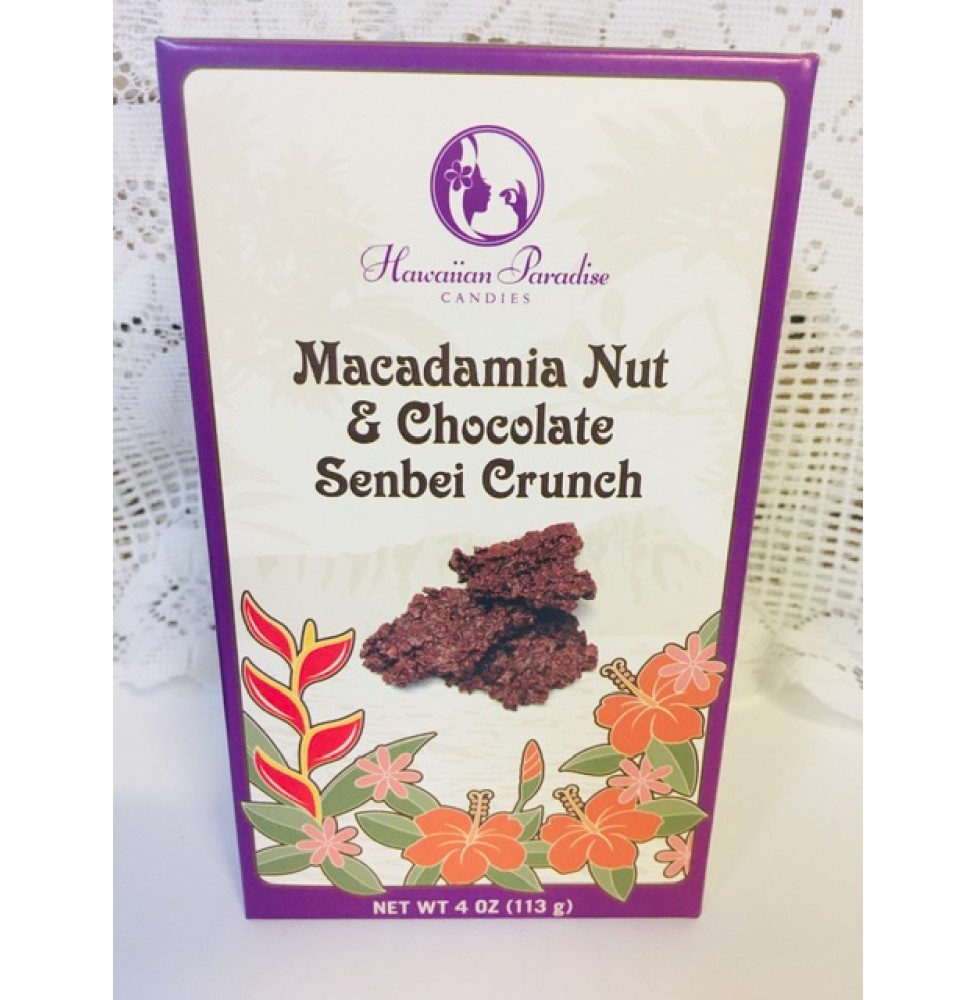 Hawaiian Paradise
CANDIES
Macadamia Nut
& Chocolate
Senbei Crunch
NET WT 4 OZ (113 g)